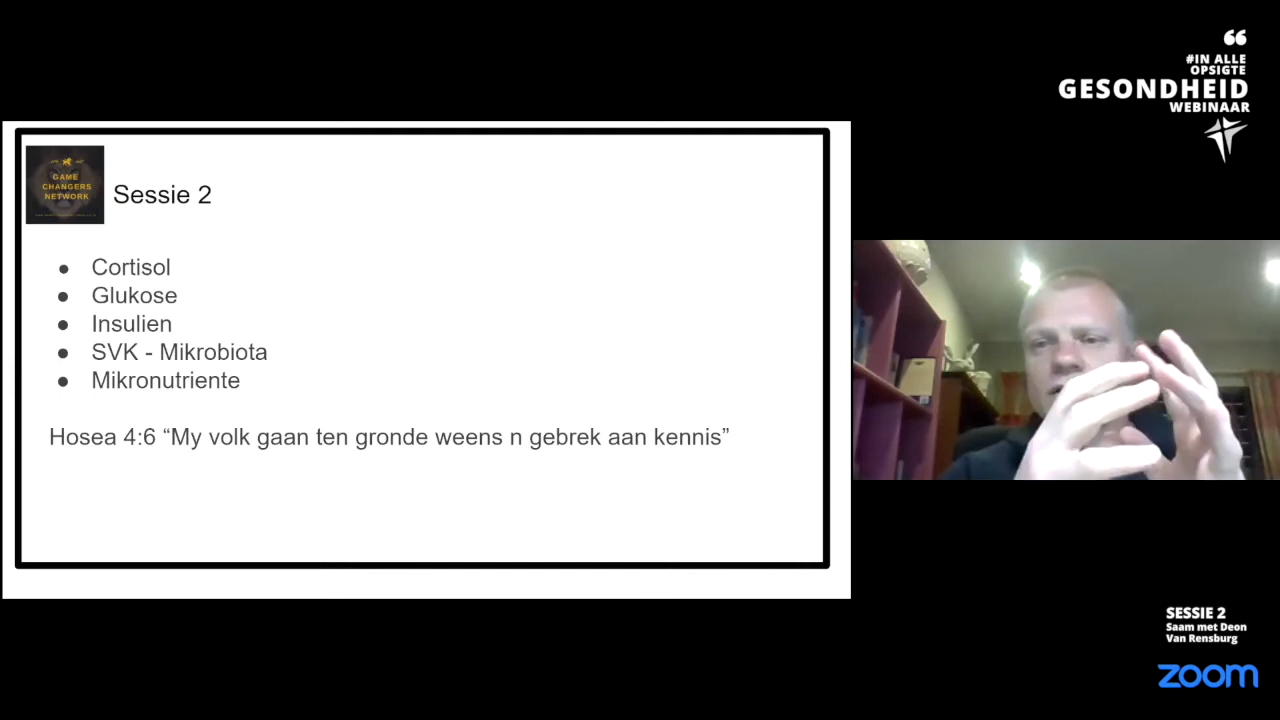 ❝
#IN ALLE
OPSIGTE
GESONDHEID
WEBINAAR
GAME
CHANGERS
NETWORK
Sessie 2
● Cortisol
● Glukose
● Insulien
● SVK - Mikrobiota
● Mikronutriente
Hosea 4:6 “My volk gaan ten gronde weens n gebrek aan kennis”
SESSIE 2
Saam met Deon
Van Rensburg
zoom